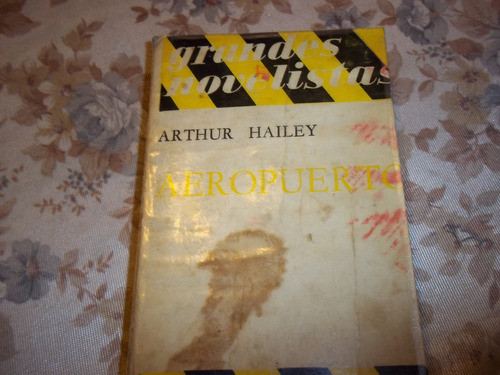 grandes
novelistas
ARTHUR HAILEY
AEROPUERTO